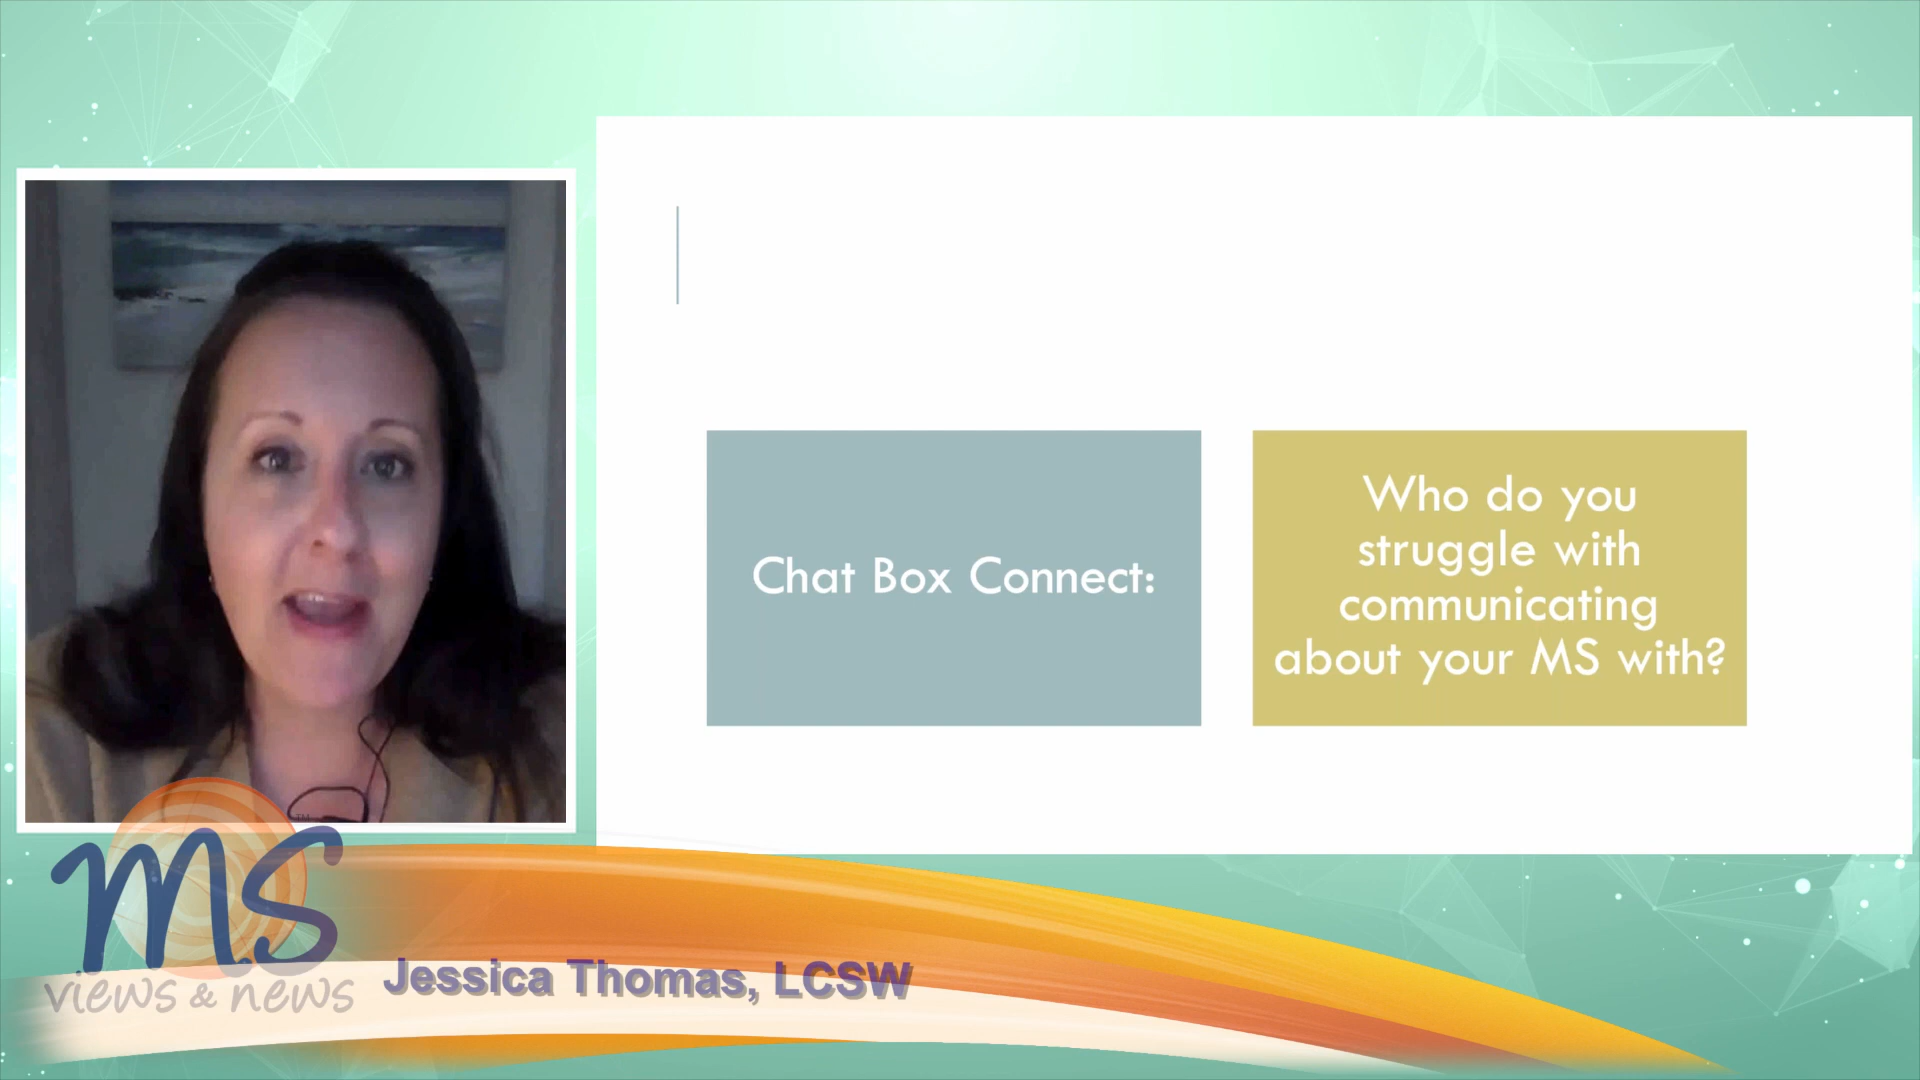 Chat Box Connect:
Who do you
struggle with
communicating
about your MS with?
MS
TM
views & news
Jessica Thomas, LCSW